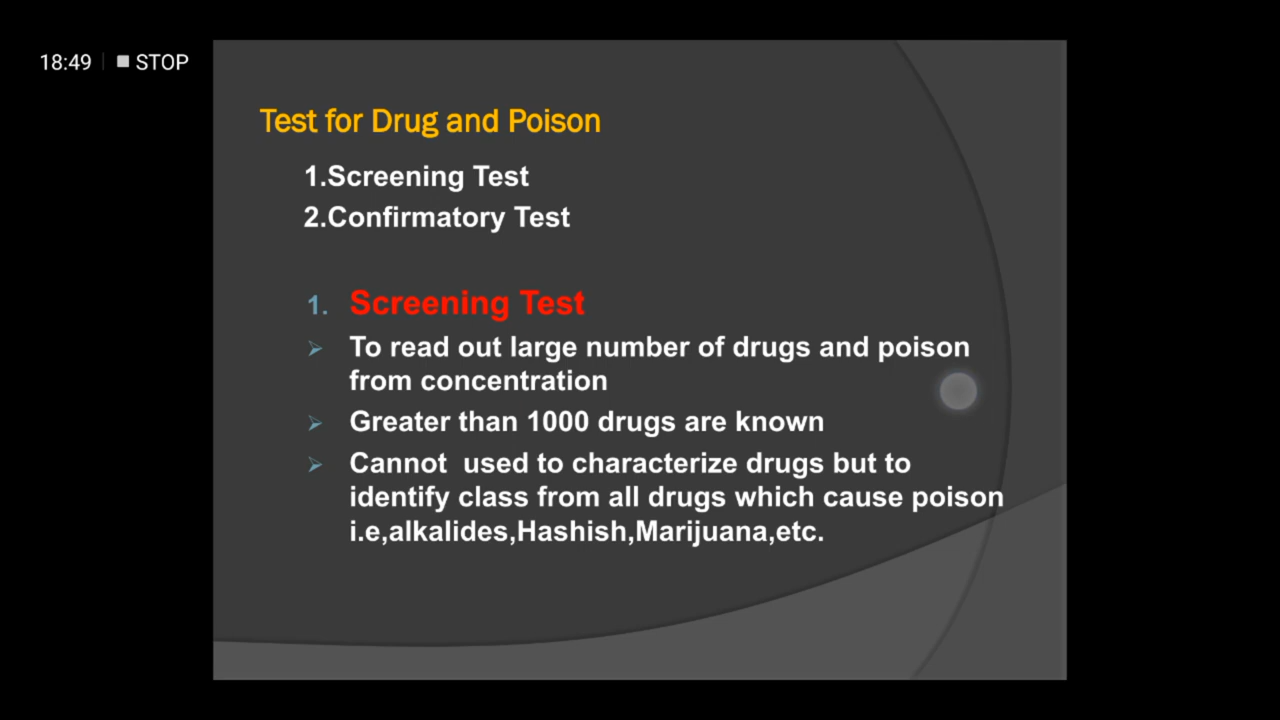 18:49 STOP
Test for Drug and Poison
1.Screening Test
2.Confirmatory Test
1. Screening Test
To read out large number of drugs and poison
from concentration
Greater than 1000 drugs are known
Cannot used to characterize drugs but to
identify class from all drugs which cause poison
i.e,alkalides,Hashish,Marijuana,etc.